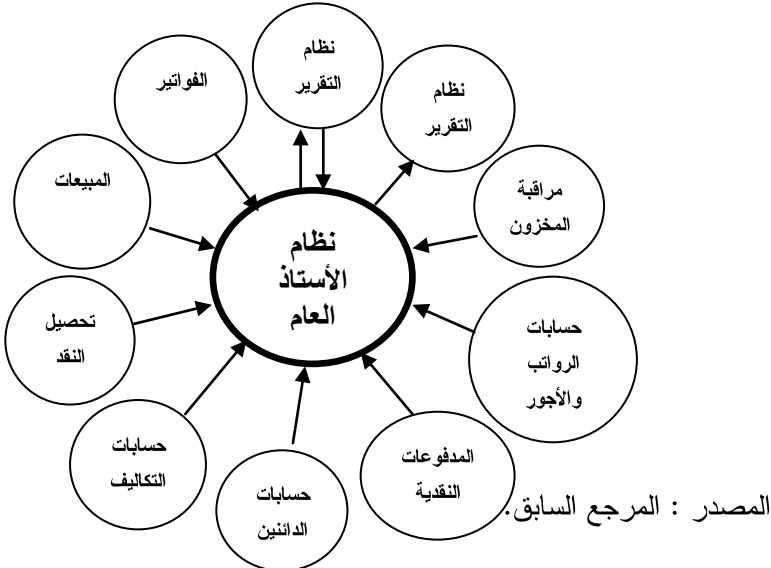 نظام
التقرير
نظام
التقرير
الفواتير
المبيعات
مراقبة
المخزون
نظام
الأستاذ
العام
تحصيل
النقد
حسابات
الرواتب
والأجور
حسابات
التكاليف
المدفوعات
النقدية
حسابات
الدائنين
المصدر : المرجع السابق.